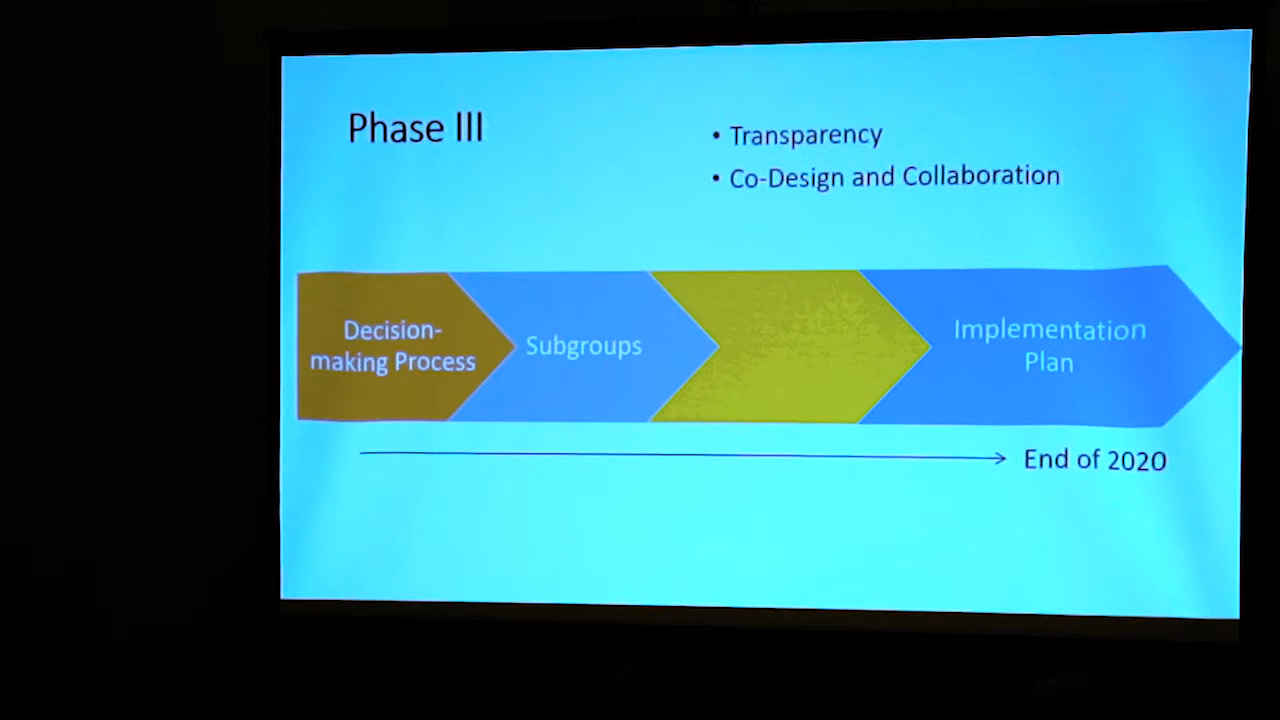 Phase III
• Transparency
• Co-Design and Collaboration
Decision-
making Process
Subgroups
Implementation
Plan
End of 2020